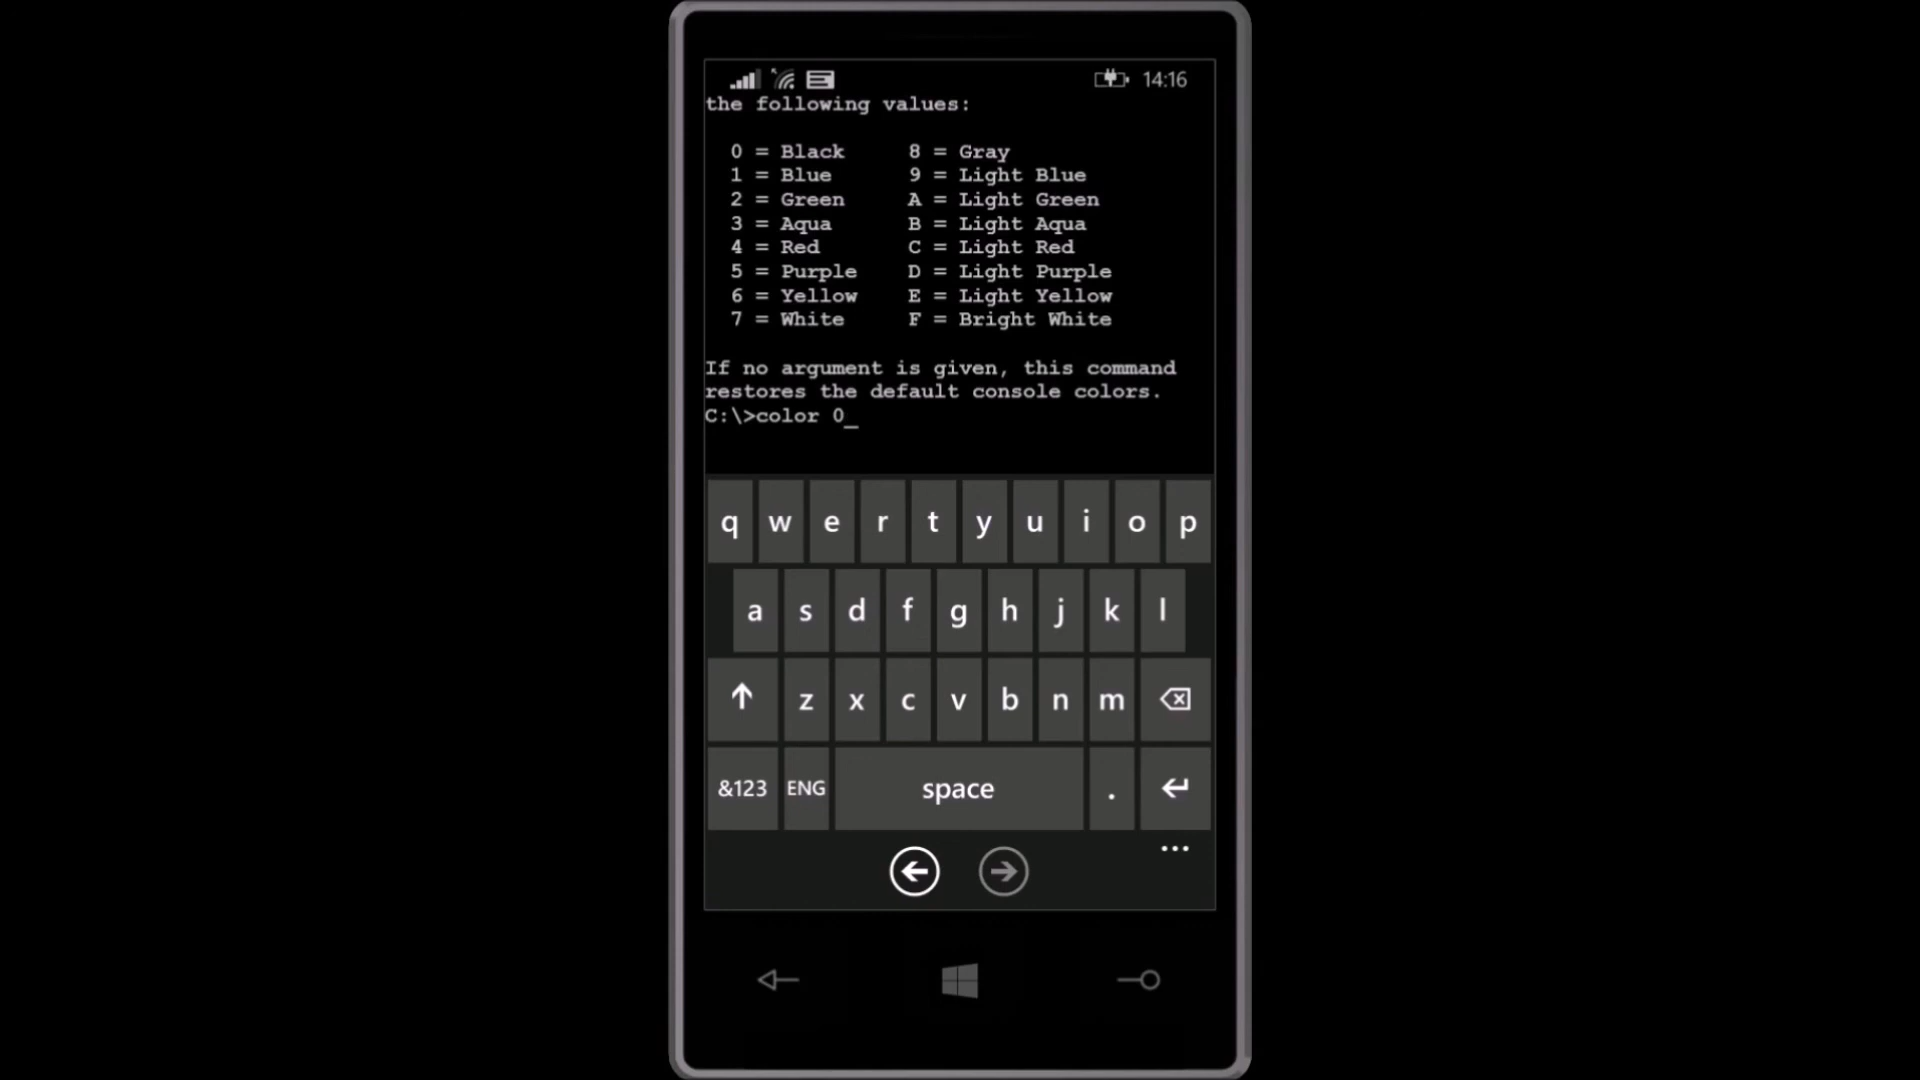 14:16
the following values:
0 = Black 8 = Gray
1 = Blue 9 = Light Blue
2 = Green A = Light Green
3 = Aqua B = Light Aqua
4 = Red C = Light Red
5 = Purple D = Light Purple
6 = Yellow E = Light Yellow
7 = White F = Bright White
If no argument is given, this command
restores the default console colors.
C:\>color 0_
q w e r t y u i o p
a s d f g h j k l
z x c v b n m
&123 ENG space .